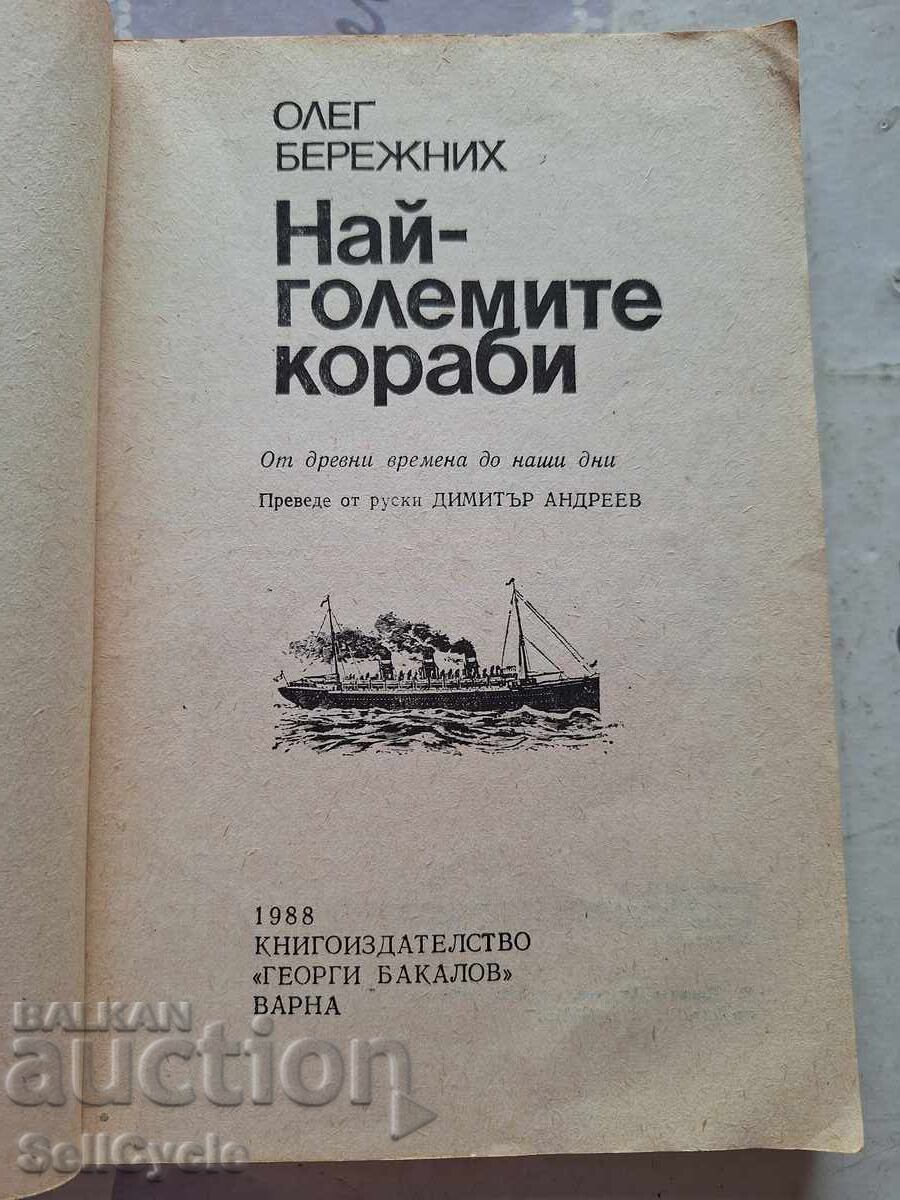 ОЛЕГ
БЕРЕЖНИХ
Най-
големите
кораби
От древни времена до наши дни
Преведе от руски ДИМИТЪР АНДРЕЕВ
1988
КНИГОИЗДАТЕЛСТВО
«ГЕОРГИ БАКАЛОВ»
ВАРНА
BALKAN
auction
SellCycle